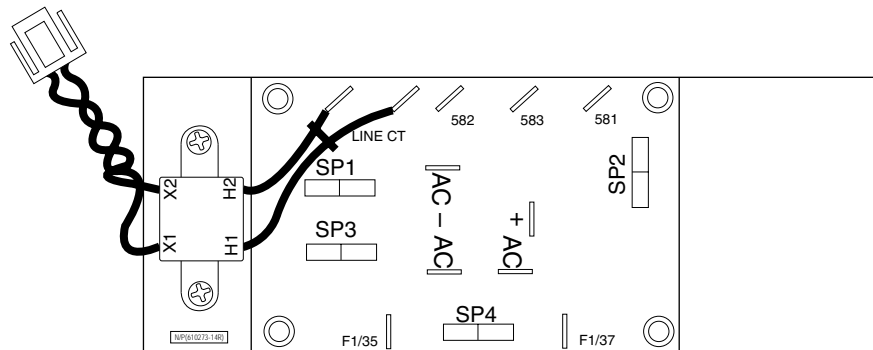 582
583
581
LINE CT
SP1
SP2
X2
H2
AC – AC
+ AC
SP3
X1
H1
SP4
F1/35
F1/37
N/P(610273-14R)